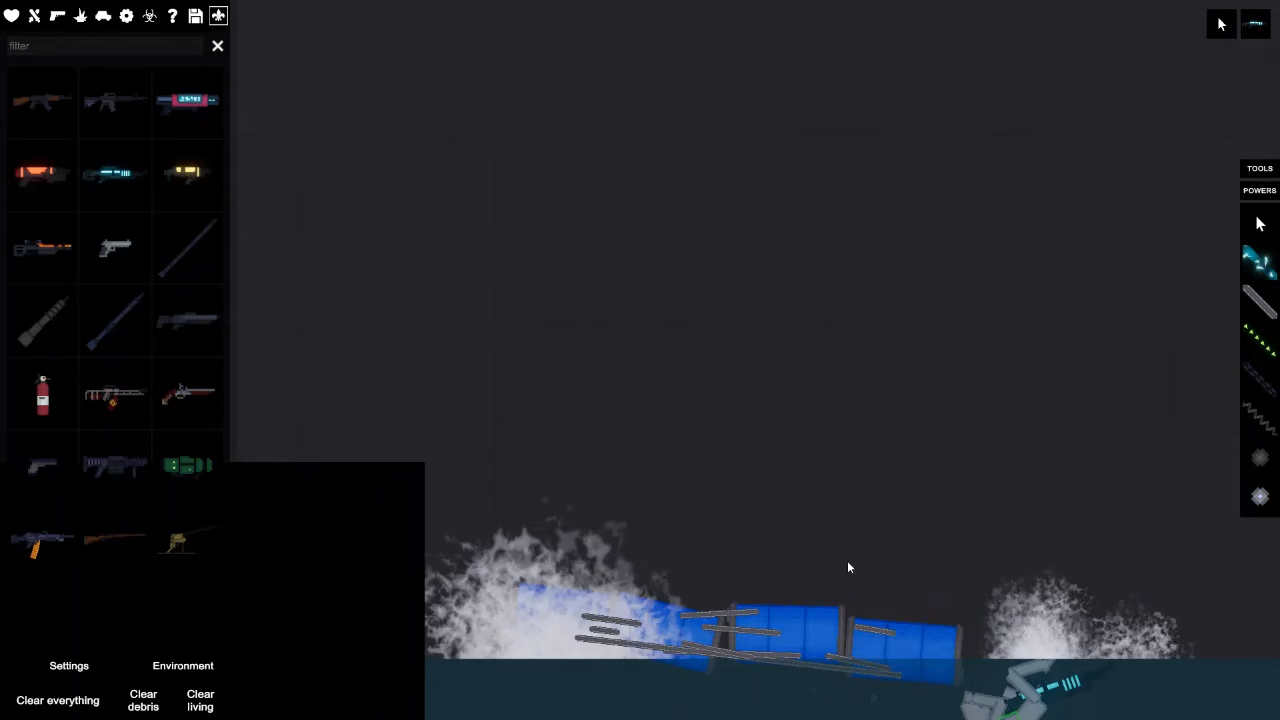 filter
TOOLS
POWERS
Settings
Environment
Clear everything
Clear
debris
Clear
living